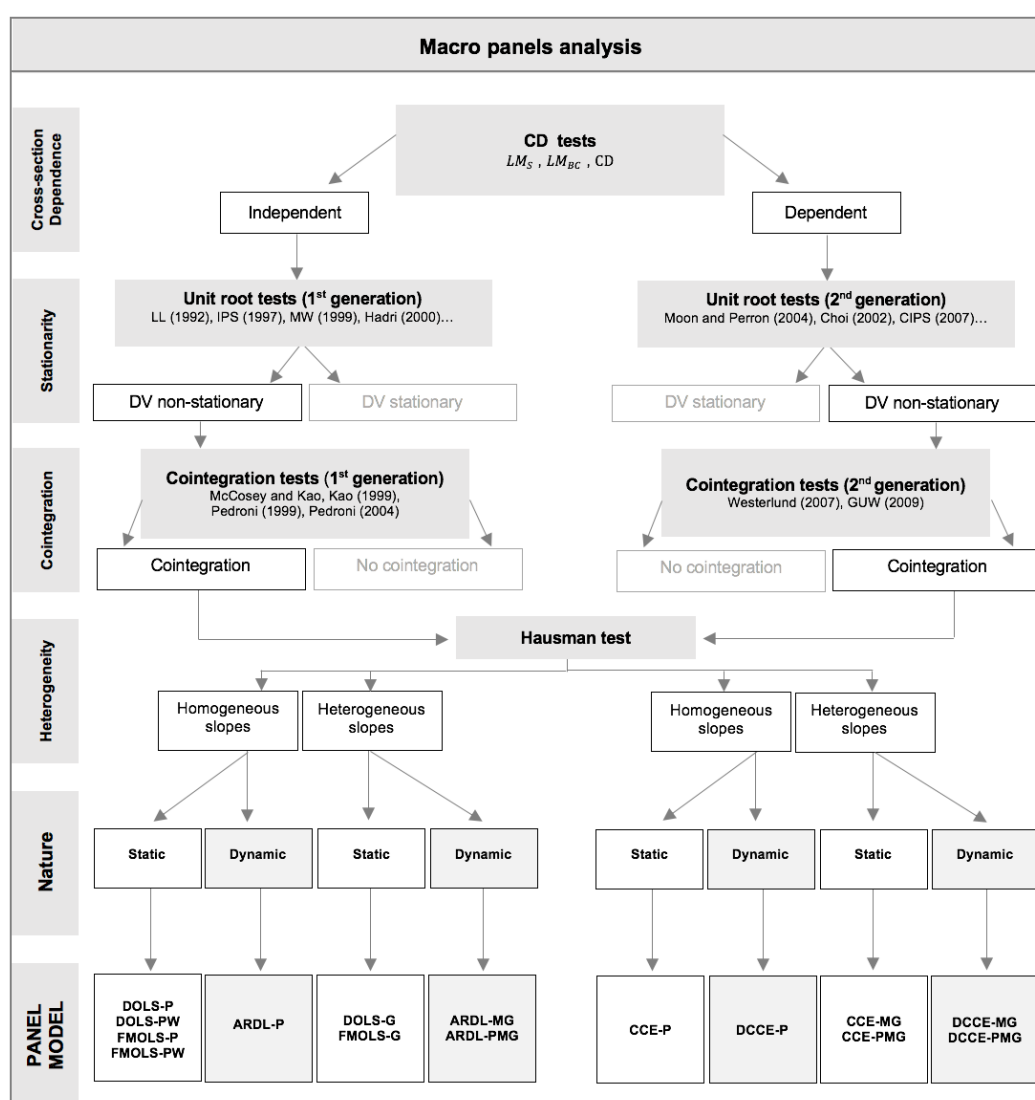 Macro panels analysis
Cross-section
Dependence
CD tests
LM_S , LM_BC , CD
Independent
Dependent
Stationarity
Unit root tests (1st generation)
LL (1992), IPS (1997), MW (1999), Hadri (2000)…
Unit root tests (2nd generation)
Moon and Perron (2004), Choi (2002), CIPS (2007)…
DV non-stationary
DV stationary
DV stationary
DV non-stationary
Cointegration
Cointegration tests (1st generation)
McCosey and Kao, Kao (1999),
Pedroni (1999), Pedroni (2004)
Cointegration tests (2nd generation)
Westerlund (2007), GUW (2009)
Cointegration
No cointegration
No cointegration
Cointegration
Heterogeneity
Hausman test
Homogeneous
slopes
Heterogeneous
slopes
Homogeneous
slopes
Heterogeneous
slopes
Nature
Static
Dynamic
Static
Dynamic
Static
Dynamic
Static
Dynamic
PANEL
MODEL
DOLS-P
DOLS-PW
FMOLS-P
FMOLS-PW
ARDL-P
DOLS-G
FMOLS-G
ARDL-MG
ARDL-PMG
CCE-P
DCCE-P
CCE-MG
CCE-PMG
DCCE-MG
DCCE-PMG